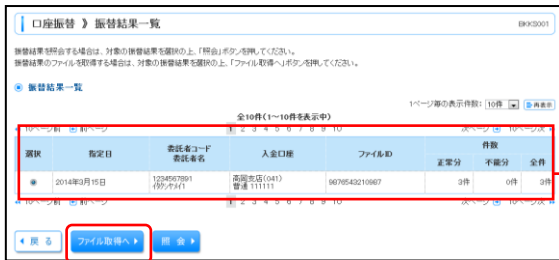 口座振替 》 振替結果一覧
BKKS001
振替結果を照会する場合は、対象の振替結果を選択の上、「照会」ボタンを押してください。
振替結果のファイルを取得する場合は、対象の振替結果を選択の上、「ファイル取得へ」ボタンを押してください。
振替結果一覧
1ページ毎の表示件数: 10件 再表示
全10件(1～10件を表示中)
10ページ前 前ページ 1 2 3 4 5 6 7 8 9 10 次ページ 10ページ次
選択 指定日 委託者コード 委託者名 入金口座 ファイルID 件数
正常分 不能分 全件
2014年3月15日 1234567891 高岡支店(041) 普通 111111 9876543210987 3件 0件 3件
10ページ前 前ページ 1 2 3 4 5 6 7 8 9 10 次ページ 10ページ次
戻る ファイル取得へ 照会